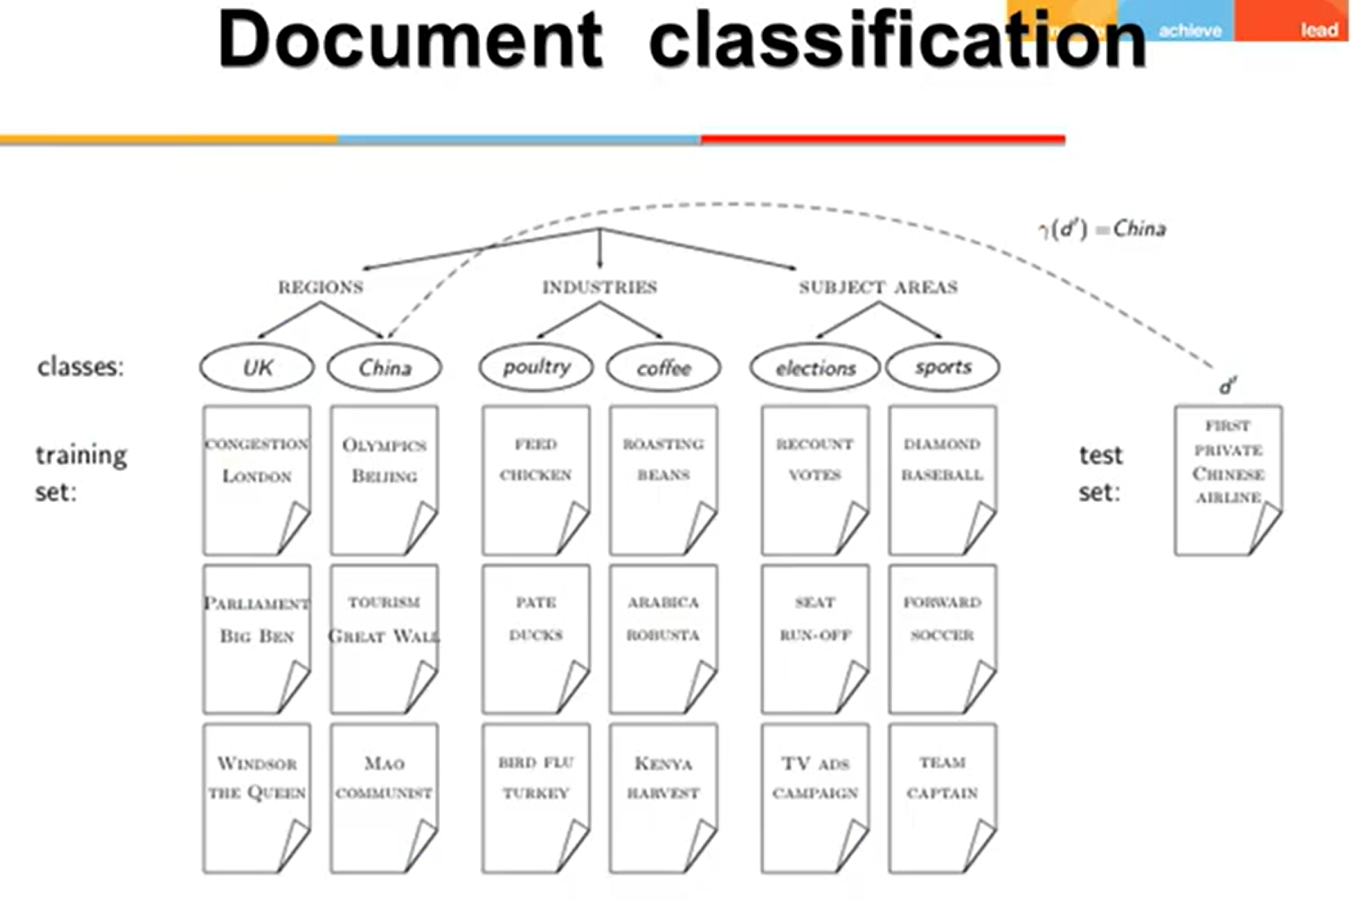 Document classification
achieve
lead
γ(d′) =China
REGIONS
INDUSTRIES
SUBJECT AREAS
classes:
UK
China
poultry
coffee
elections
sports
d′
training
set:
CONGESTION
LONDON
OLYMPICS
BEIJING
FEED
CHICKEN
ROASTING
BEANS
RECOUNT
VOTES
DIAMOND
BASEBALL
test
set:
FIRST
PRIVATE
CHINESE
AIRLINE
PARLIAMENT
BIG BEN
TOURISM
GREAT WALL
PATE
DUCKS
ARABICA
ROBUSTA
SEAT
RUN-OFF
FORWARD
SOCCER
WINDSOR
THE QUEEN
MAO
COMMUNIST
BIRD FLU
TURKEY
KENYA
HARVEST
TV ADS
CAMPAIGN
TEAM
CAPTAIN